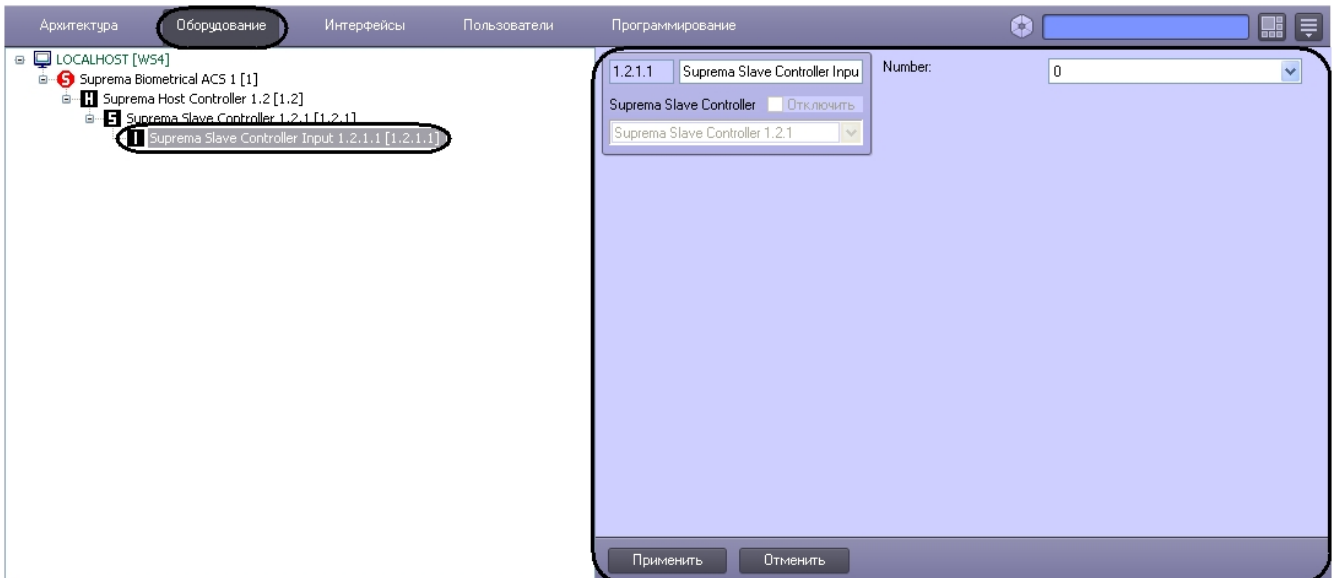 Архитектура Оборудование Интерфейсы Пользователи Программирование
LOCALHOST [WS4]
Suprema Biometrical ACS 1 [1]
H Suprema Host Controller 1.2 [1.2]
S Suprema Slave Controller 1.2.1 [1.2.1]
I Suprema Slave Controller Input 1.2.1.1 [1.2.1.1]
1.2.1.1 Suprema Slave Controller Inpu
Suprema Slave Controller Отключить
Suprema Slave Controller 1.2.1
Number: 0
Применить Отменить